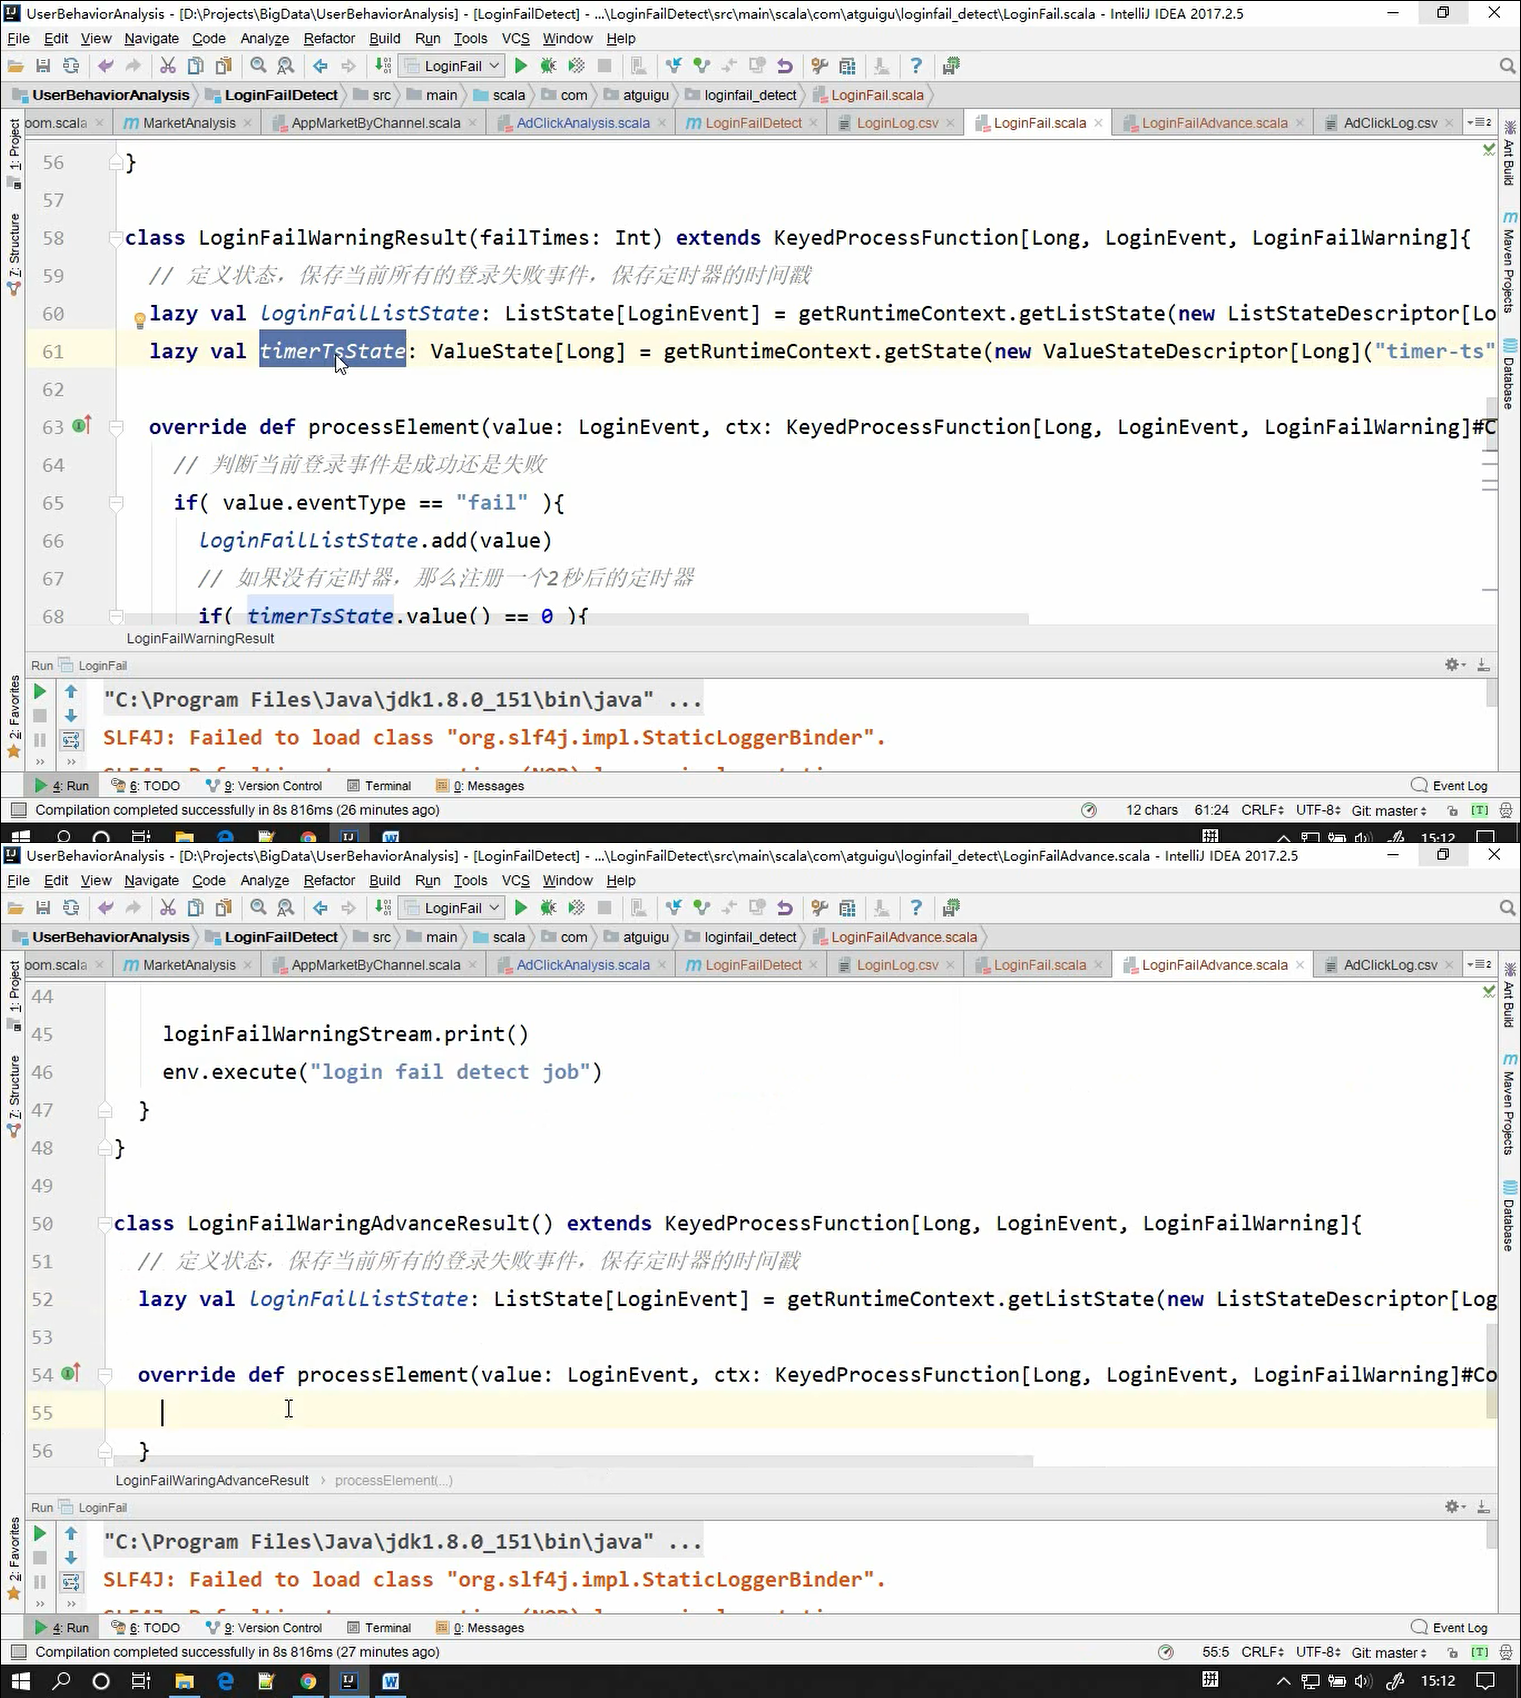 UserBehaviorAnalysis - [D:\Projects\BigData\UserBehaviorAnalysis] - [LoginFailDetect] - ...\LoginFailDetect\src\main\scala\com\atguigu\loginfail_detect\LoginFail.scala - IntelliJ IDEA 2017.2.5
File Edit View Navigate Code Analyze Refactor Build Run Tools VCS Window Help
LoginFail
UserBehaviorAnalysis LoginFailDetect src main scala com atguigu loginfail_detect LoginFail.scala
oom.scala MarketAnalysis AppMarketByChannel.scala AdClickAnalysis.scala LoginFailDetect LoginLog.csv LoginFail.scala LoginFailAdvance.scala AdClickLog.csv
1: Project
7: Structure
2: Favorites
Ant Build
Maven Projects
Database
56 }
57
58 class LoginFailWarningResult(failTimes: Int) extends KeyedProcessFunction[Long, LoginEvent, LoginFailWarning]{
59 // 定义状态，保存当前所有的登录失败事件，保存定时器的时间戳
60 lazy val loginFailListState: ListState[LoginEvent] = getRuntimeContext.getListState(new ListStateDescriptor[Lo
61 lazy val timerTsState: ValueState[Long] = getRuntimeContext.getState(new ValueStateDescriptor[Long]("timer-ts"
62
63 override def processElement(value: LoginEvent, ctx: KeyedProcessFunction[Long, LoginEvent, LoginFailWarning]#C
64 // 判断当前登录事件是成功还是失败
65 if( value.eventType == "fail" ){
66 loginFailListState.add(value)
67 // 如果没有定时器，那么注册一个2秒后的定时器
68 if( timerTsState.value() == 0 ){
LoginFailWarningResult
Run LoginFail
"C:\Program Files\Java\jdk1.8.0_151\bin\java" ...
SLF4J: Failed to load class "org.slf4j.impl.StaticLoggerBinder".
4: Run 6: TODO 9: Version Control Terminal 0: Messages Event Log
Compilation completed successfully in 8s 816ms (26 minutes ago) 12 chars 61:24 CRLF UTF-8 Git: master
拼 15:12
UserBehaviorAnalysis - [D:\Projects\BigData\UserBehaviorAnalysis] - [LoginFailDetect] - ...\LoginFailDetect\src\main\scala\com\atguigu\loginfail_detect\LoginFailAdvance.scala - IntelliJ IDEA 2017.2.5
File Edit View Navigate Code Analyze Refactor Build Run Tools VCS Window Help
LoginFail
UserBehaviorAnalysis LoginFailDetect src main scala com atguigu loginfail_detect LoginFailAdvance.scala
oom.scala MarketAnalysis AppMarketByChannel.scala AdClickAnalysis.scala LoginFailDetect LoginLog.csv LoginFail.scala LoginFailAdvance.scala AdClickLog.csv
1: Project
7: Structure
2: Favorites
Ant Build
Maven Projects
Database
44
45 loginFailWarningStream.print()
46 env.execute("login fail detect job")
47 }
48 }
49
50 class LoginFailWaringAdvanceResult() extends KeyedProcessFunction[Long, LoginEvent, LoginFailWarning]{
51 // 定义状态，保存当前所有的登录失败事件，保存定时器的时间戳
52 lazy val loginFailListState: ListState[LoginEvent] = getRuntimeContext.getListState(new ListStateDescriptor[Log
53
54 override def processElement(value: LoginEvent, ctx: KeyedProcessFunction[Long, LoginEvent, LoginFailWarning]#Co
55
56 }
LoginFailWaringAdvanceResult processElement(...)
Run LoginFail
"C:\Program Files\Java\jdk1.8.0_151\bin\java" ...
SLF4J: Failed to load class "org.slf4j.impl.StaticLoggerBinder".
4: Run 6: TODO 9: Version Control Terminal 0: Messages Event Log
Compilation completed successfully in 8s 816ms (27 minutes ago) 55:5 CRLF UTF-8 Git: master
拼 15:12